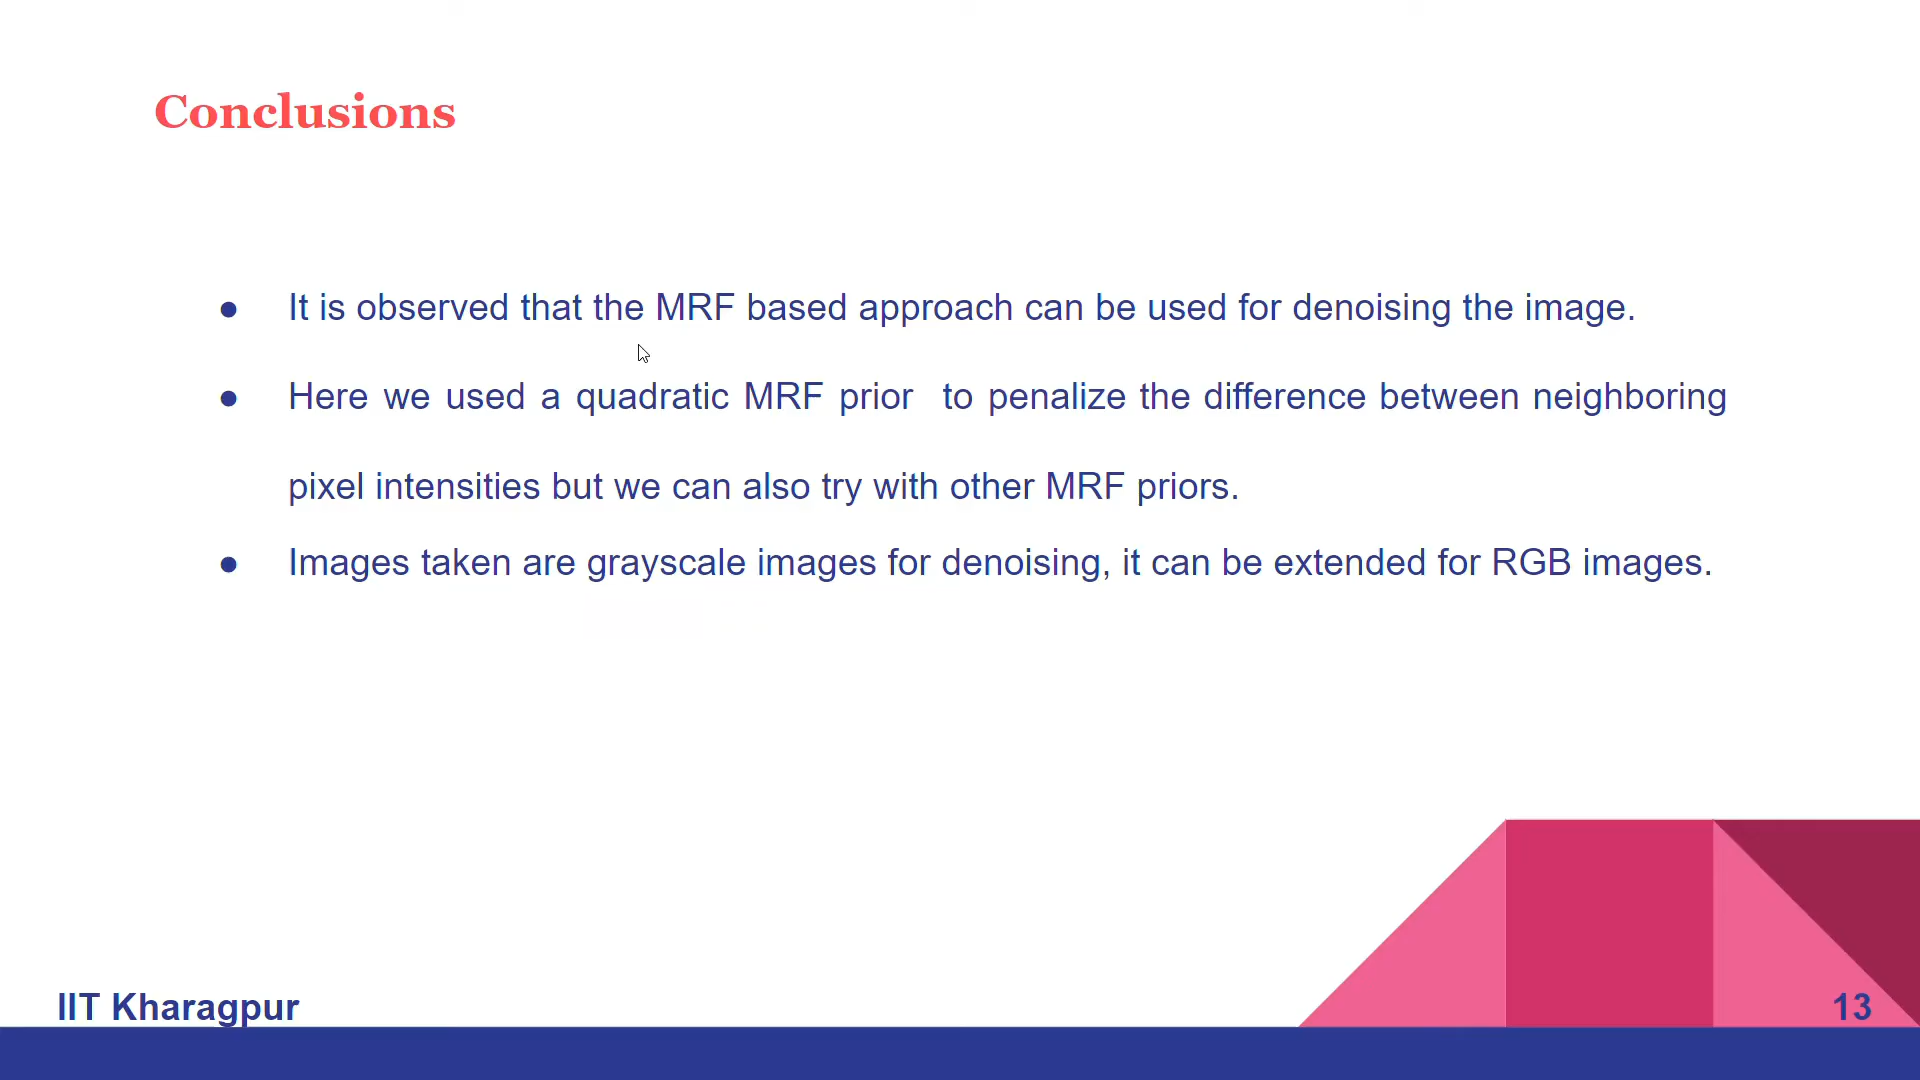 Conclusions
● It is observed that the MRF based approach can be used for denoising the image.
● Here we used a quadratic MRF prior to penalize the difference between neighboring
pixel intensities but we can also try with other MRF priors.
● Images taken are grayscale images for denoising, it can be extended for RGB images.
IIT Kharagpur
13